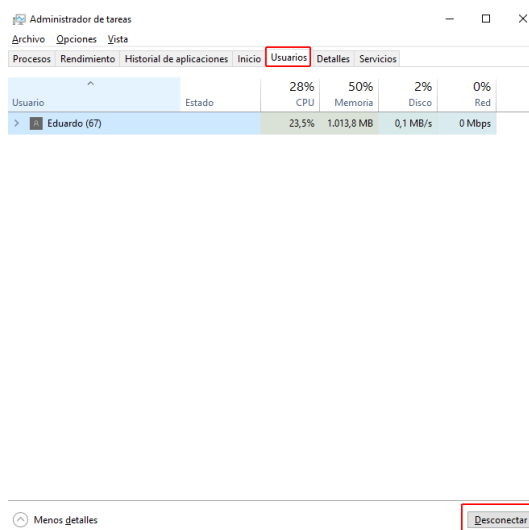 Administrador de tareas
Archivo Opciones Vista
Procesos Rendimiento Historial de aplicaciones Inicio Usuarios Detalles Servicios
28% 50% 2% 0%
Usuario Estado CPU Memoria Disco Red
Eduardo (67) 23,5% 1.013,8 MB 0,1 MB/s 0 Mbps
Menos detalles Desconectar